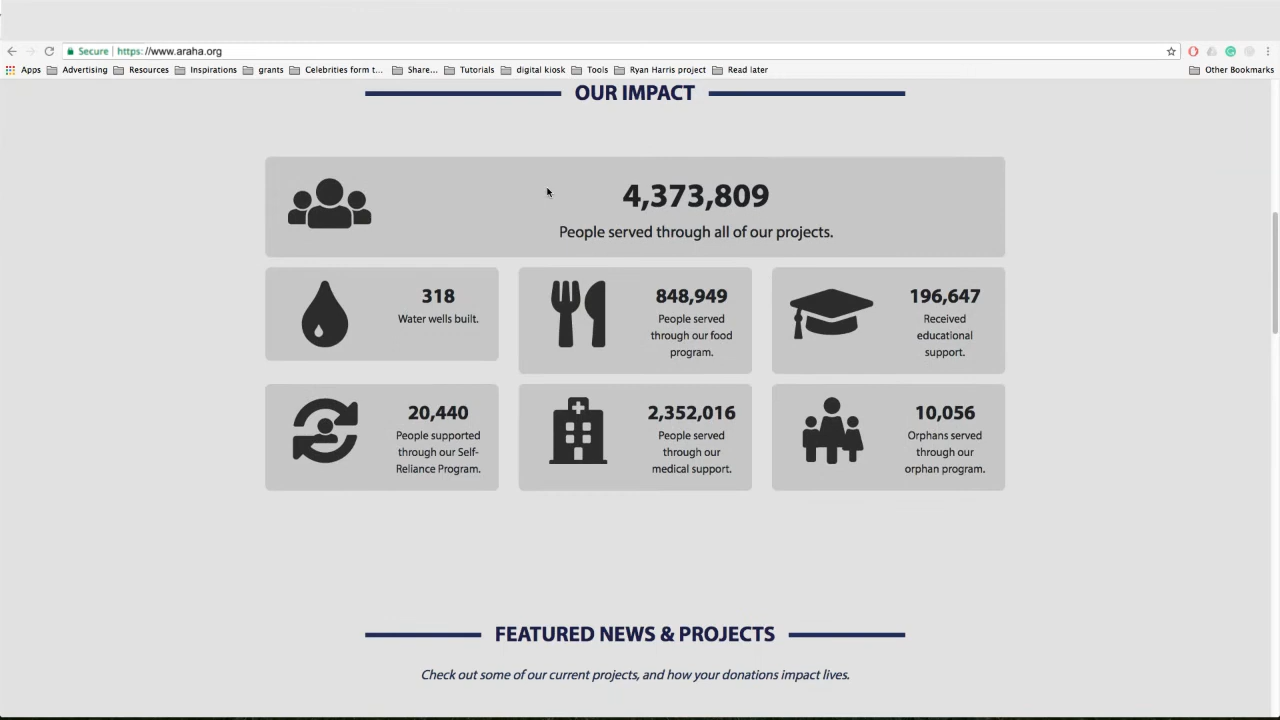 Secure https://www.araha.org
Apps Advertising Resources Inspirations grants Celebrities form t... Share... Tutorials digital kiosk Tools Ryan Harris project Read later Other Bookmarks
OUR IMPACT
4,373,809
People served through all of our projects.
318
Water wells built.
848,949
People served
through our food
program.
196,647
Received
educational
support.
20,440
People supported
through our Self-
Reliance Program.
2,352,016
People served
through our
medical support.
10,056
Orphans served
through our
orphan program.
FEATURED NEWS & PROJECTS
Check out some of our current projects, and how your donations impact lives.